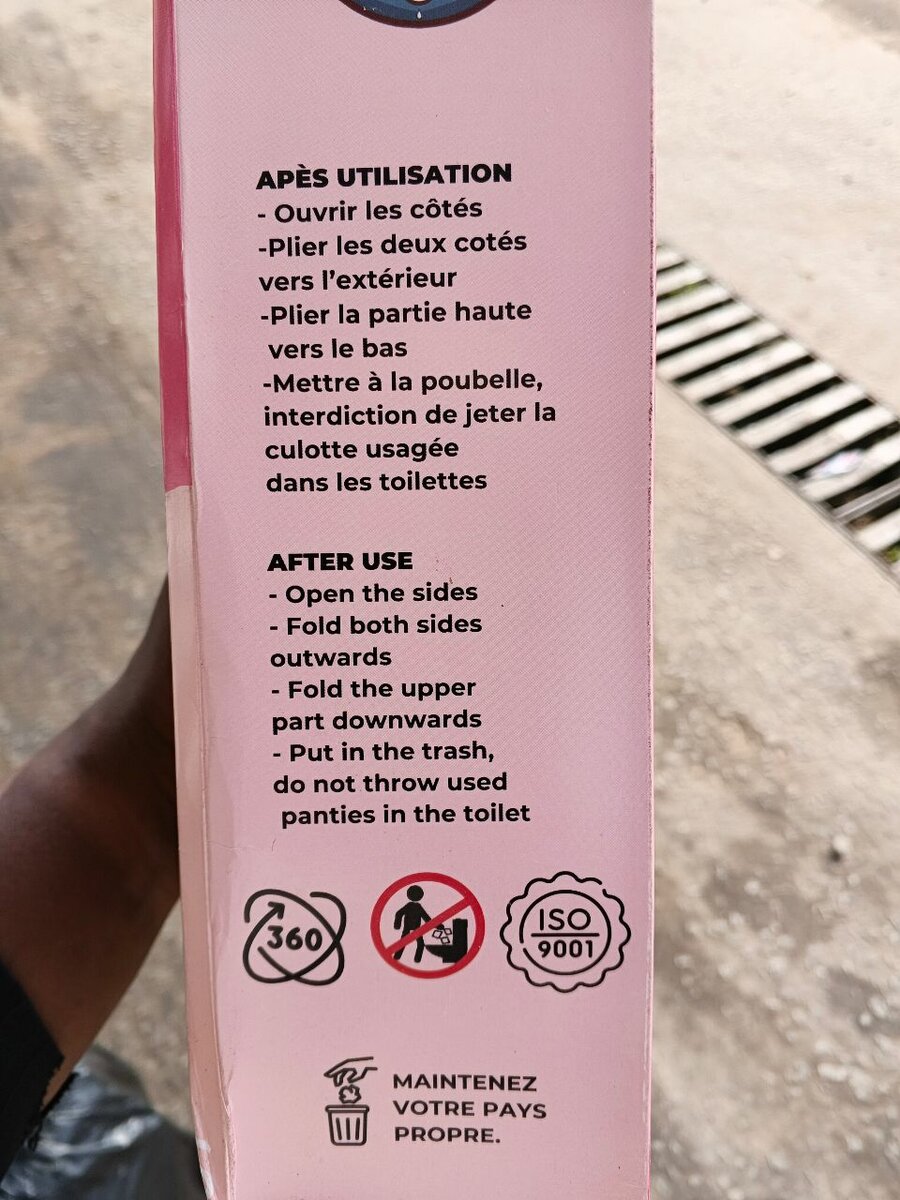 APÈS UTILISATION
- Ouvrir les côtés
-Plier les deux cotés
vers l'extérieur
-Plier la partie haute
vers le bas
-Mettre à la poubelle,
interdiction de jeter la
culotte usagée
dans les toilettes
AFTER USE
- Open the sides
- Fold both sides
outwards
- Fold the upper
part downwards
- Put in the trash,
do not throw used
panties in the toilet
360
ISO
9001
MAINTENEZ
VOTRE PAYS
PROPRE.